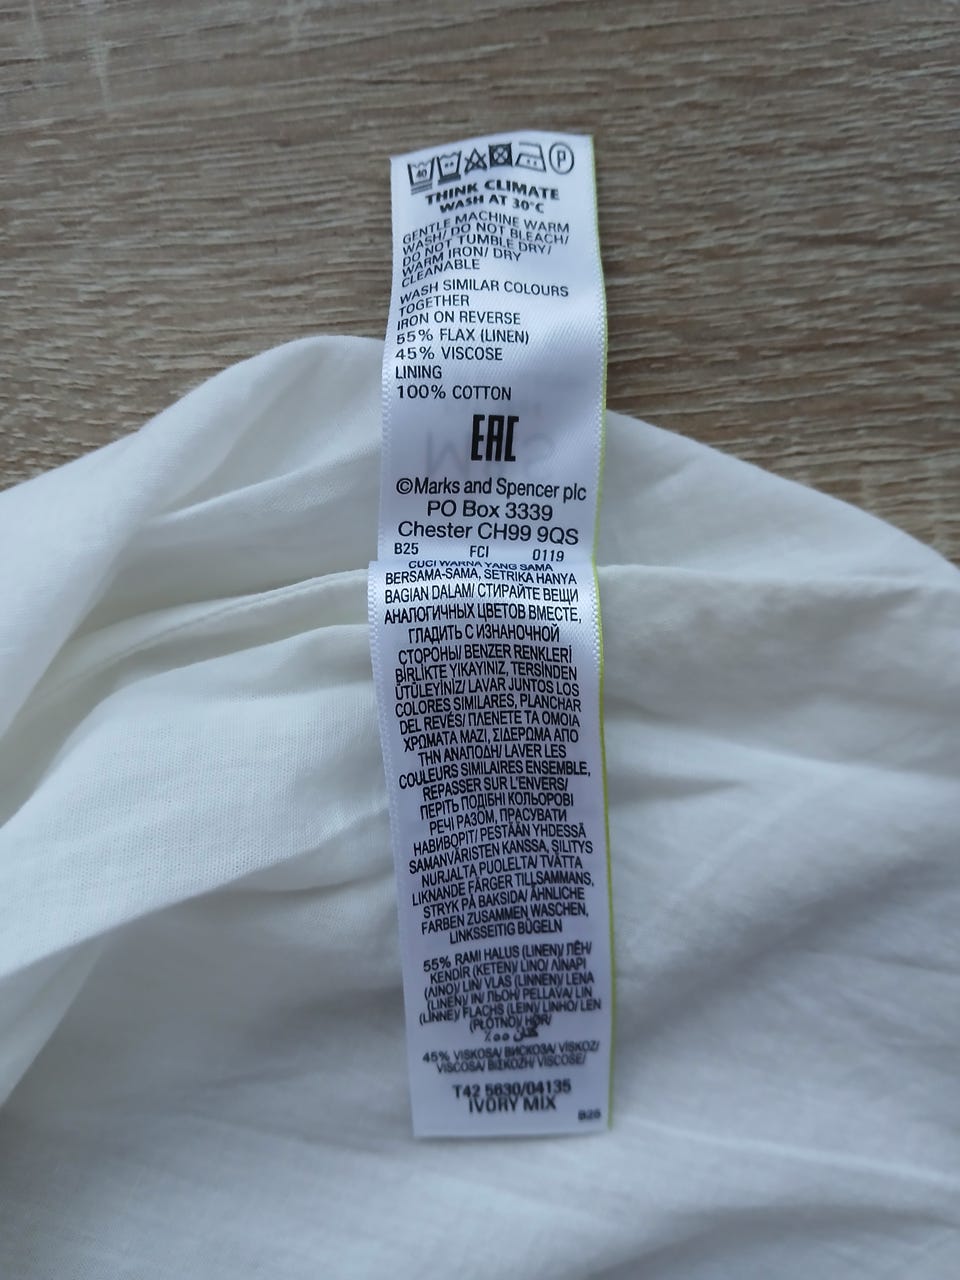 40
P
THINK CLIMATE
WASH AT 30°C
GENTLE MACHINE WARM
WASH/ DO NOT BLEACH/
DO NOT TUMBLE DRY/
WARM IRON/ DRY
CLEANABLE
WASH SIMILAR COLOURS
TOGETHER
IRON ON REVERSE
55% FLAX (LINEN)
45% VISCOSE
LINING
100% COTTON
EAC
©Marks and Spencer plc
PO Box 3339
Chester CH99 9QS
B25 FCI 0119
CUCI WARNA YANG SAMA
BERSAMA-SAMA, SETRIKA HANYA
BAGIAN DALAM/ СТИРАЙТЕ ВЕЩИ
АНАЛОГИЧНЫХ ЦВЕТОВ ВМЕСТЕ,
ГЛАДИТЬ С ИЗНАНОЧНОЙ
СТОРОНЫ/ BENZER RENKLERİ
BİRLİKTE YIKAYINIZ, TERSİNDEN
ÜTÜLEYİNİZ/ LAVAR JUNTOS LOS
COLORES SIMILARES, PLANCHAR
DEL REVÉS/ ΠΛΕΝΕΤΕ ΤΑ ΟΜΟΙΑ
ΧΡΩΜΑΤΑ ΜΑΖΙ, ΣΙΔΕΡΩΜΑ ΑΠΟ
ΤΗΝ ΑΝΑΠΟΔΗ/ LAVER LES
COULEURS SIMILAIRES ENSEMBLE,
REPASSER SUR L'ENVERS/
ПЕРІТЬ ПОДІБНІ КОЛЬОРОВІ
РЕЧІ РАЗОМ, ПРАСУВАТИ
НАВИВОРІТ/ PESTÄÄN YHDESSÄ
SAMANVÄRISTEN KANSSA, SILITYS
NURJALTA PUOLELTA/ TVÄTTA
LIKNANDE FÄRGER TILLSAMMANS,
STRYK PÅ BAKSIDA/ ÄHNLICHE
FARBEN ZUSAMMEN WASCHEN,
LINKSSEITIG BÜGELN
55% RAMI HALUS (LINEN)/ ЛЁН/
KENDİR (KETEN)/ LINO/ ΛΙΝΑΡΙ
(ΛΙΝΟ)/ LIN/ VLAS (LINNEN)/ LENA
(LINEN)/ IN/ ЛЬОН/ PELLAVA/ LIN
(LINNE)/ FLACHS (LEIN)/ LINHO/ LEN
(PŁÓTNO)/ HØR/
٪٥٥ كتان
45% VISKOSA/ ВИСКОЗА/ VISKOZ/
VISCOSA/ ΒΙΣΚΟΖΗ/ VISCOSE/
T42 5630/04135
IVORY MIX
B25